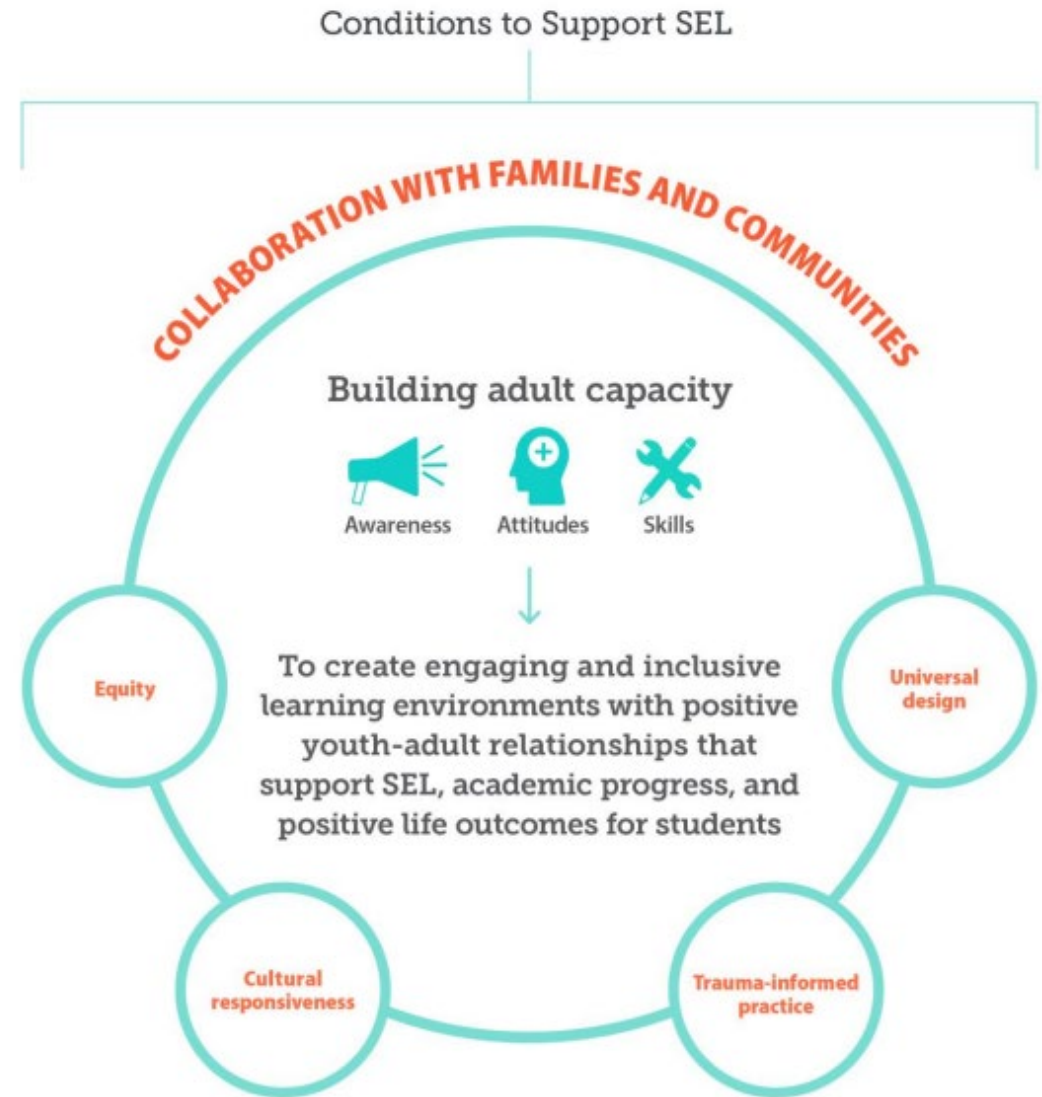 Conditions to Support SEL
COLLABORATION WITH FAMILIES AND COMMUNITIES
Building adult capacity
Awareness
Attitudes
Skills
To create engaging and inclusive
learning environments with positive
youth-adult relationships that
support SEL, academic progress, and
positive life outcomes for students
Equity
Universal
design
Cultural
responsiveness
Trauma-informed
practice